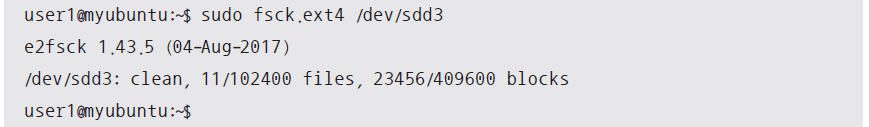 user1@myubuntu:~$ sudo fsck.ext4 /dev/sdd3
e2fsck 1.43.5 (04-Aug-2017)
/dev/sdd3: clean, 11/102400 files, 23456/409600 blocks
user1@myubuntu:~$